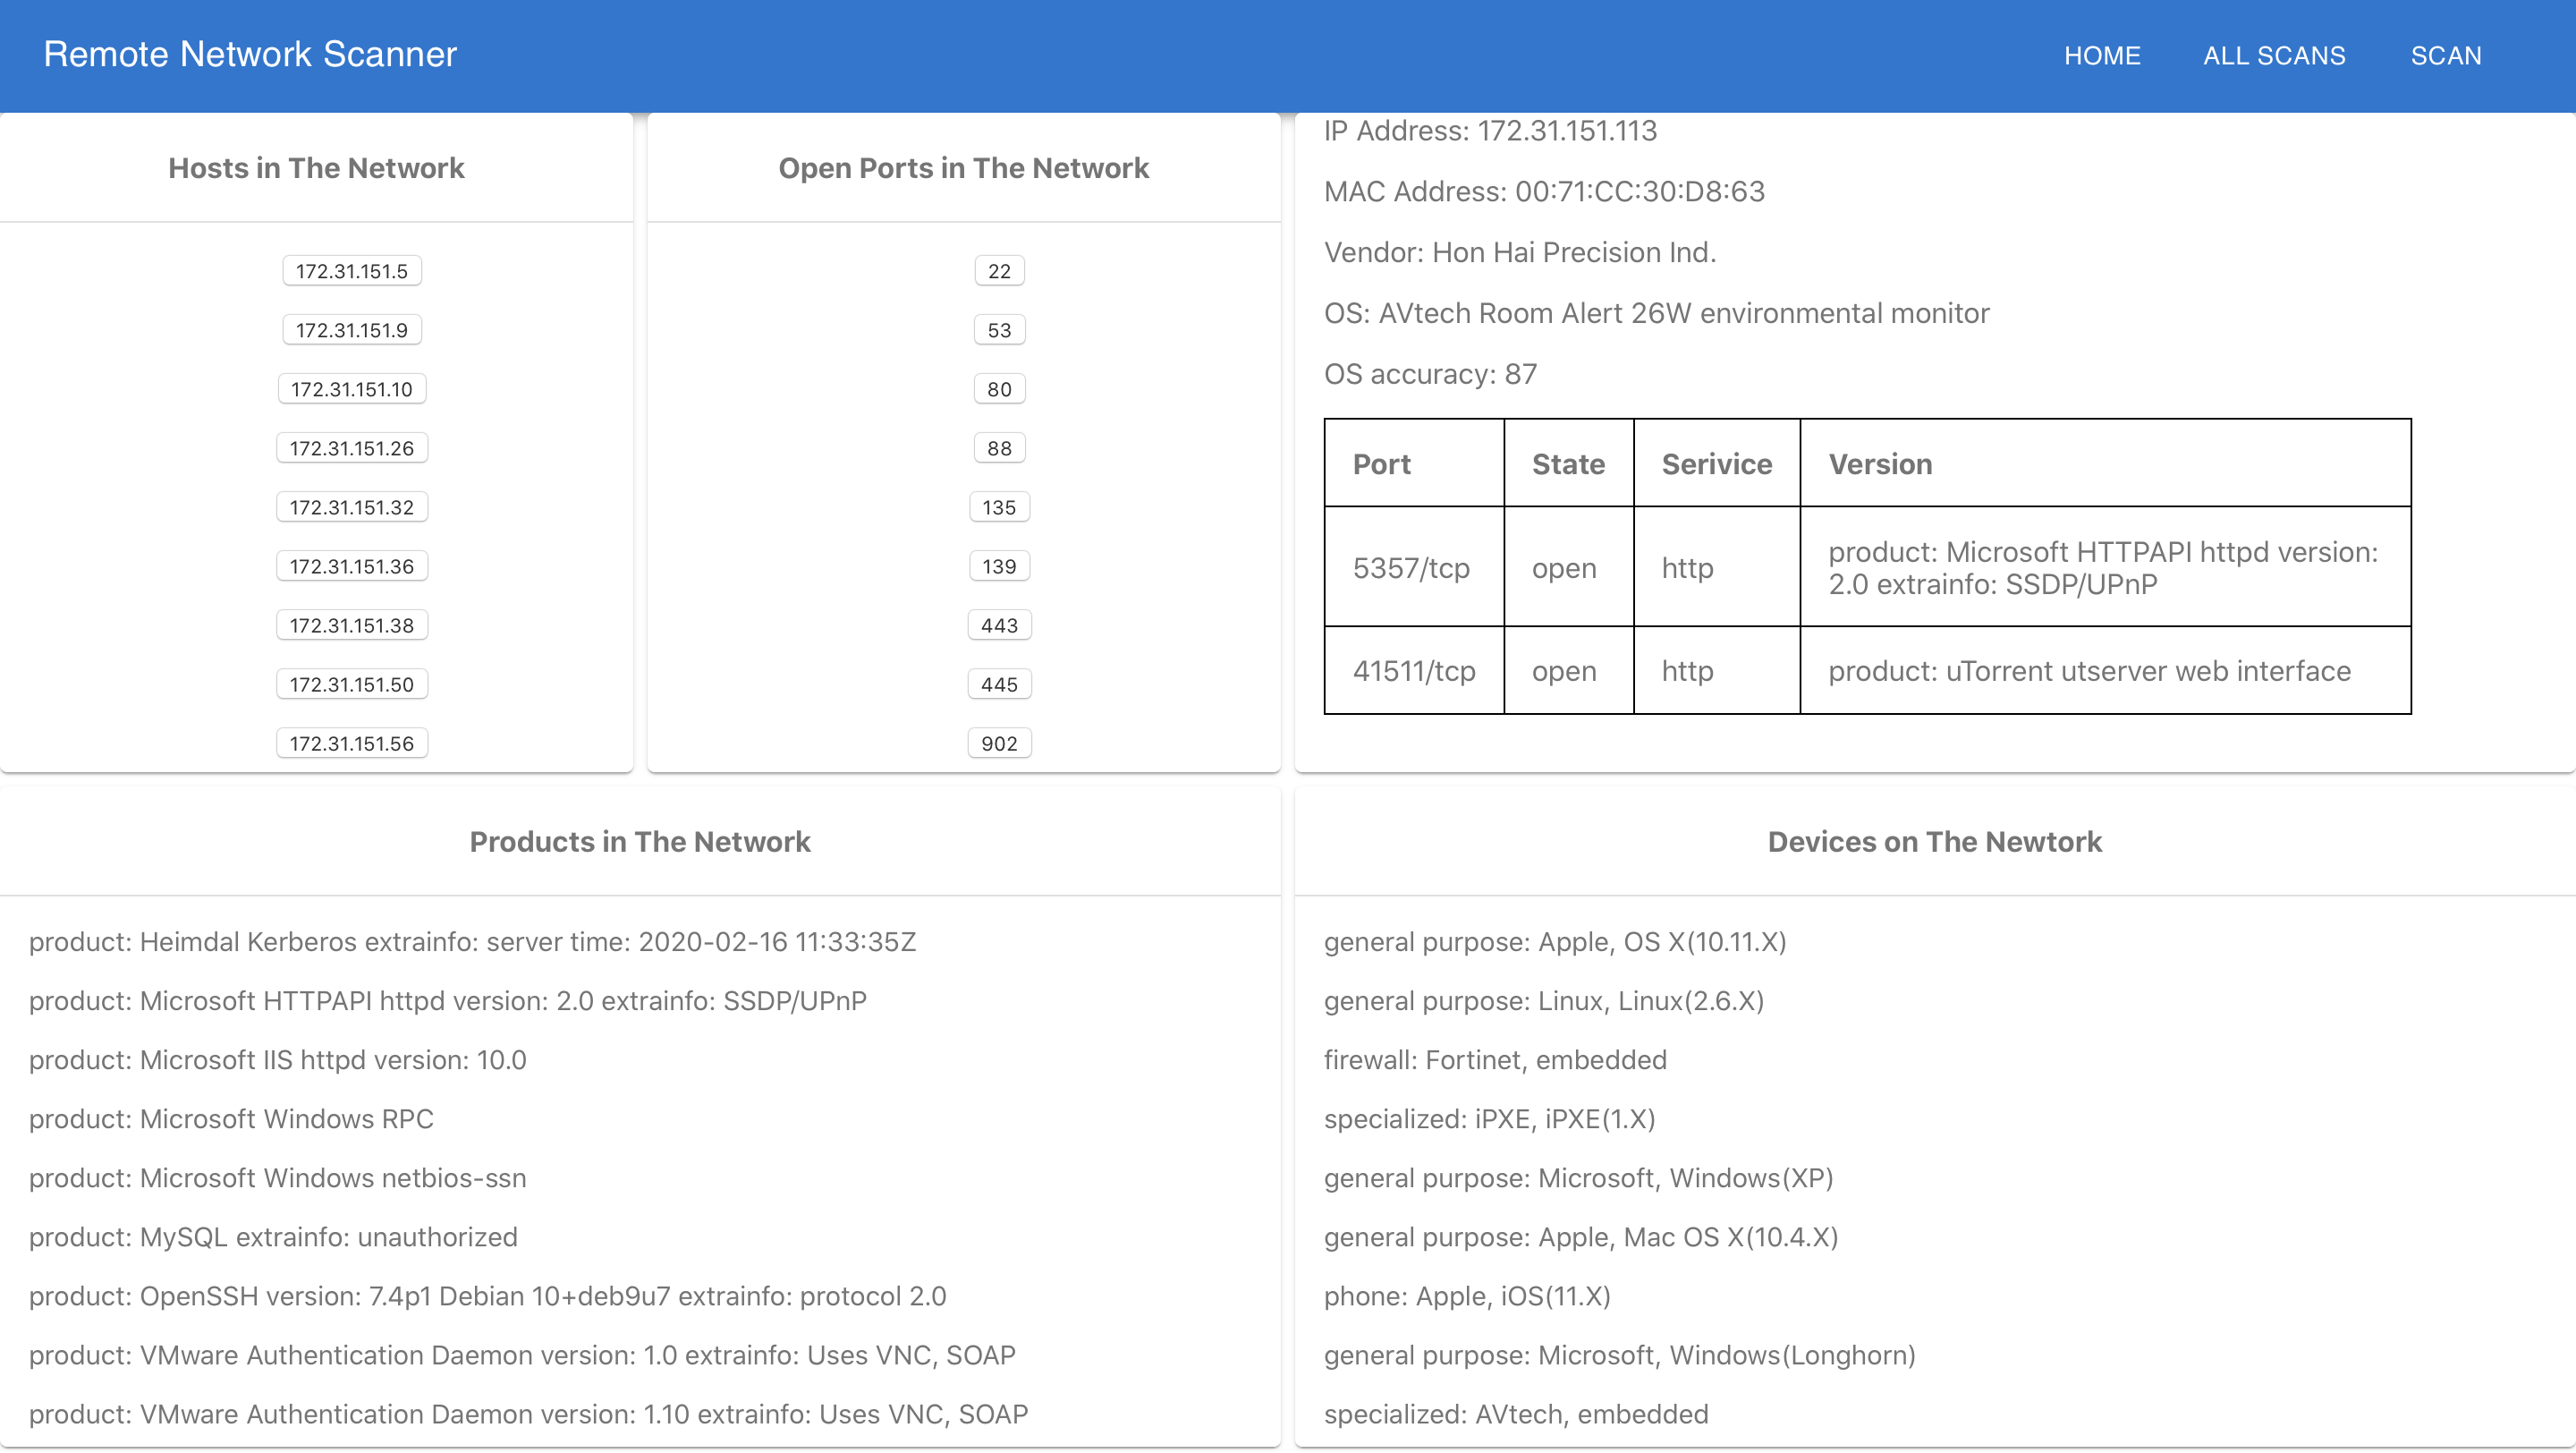 Remote Network Scanner
HOME ALL SCANS SCAN
Hosts in The Network
172.31.151.5
172.31.151.9
172.31.151.10
172.31.151.26
172.31.151.32
172.31.151.36
172.31.151.38
172.31.151.50
172.31.151.56
Open Ports in The Network
22
53
80
88
135
139
443
445
902
IP Address: 172.31.151.113
MAC Address: 00:71:CC:30:D8:63
Vendor: Hon Hai Precision Ind.
OS: AVtech Room Alert 26W environmental monitor
OS accuracy: 87
Port State Serivice Version
5357/tcp open http product: Microsoft HTTPAPI httpd version:
2.0 extrainfo: SSDP/UPnP
41511/tcp open http product: uTorrent utserver web interface
Products in The Network
product: Heimdal Kerberos extrainfo: server time: 2020-02-16 11:33:35Z
product: Microsoft HTTPAPI httpd version: 2.0 extrainfo: SSDP/UPnP
product: Microsoft IIS httpd version: 10.0
product: Microsoft Windows RPC
product: Microsoft Windows netbios-ssn
product: MySQL extrainfo: unauthorized
product: OpenSSH version: 7.4p1 Debian 10+deb9u7 extrainfo: protocol 2.0
product: VMware Authentication Daemon version: 1.0 extrainfo: Uses VNC, SOAP
product: VMware Authentication Daemon version: 1.10 extrainfo: Uses VNC, SOAP
Devices on The Newtork
general purpose: Apple, OS X(10.11.X)
general purpose: Linux, Linux(2.6.X)
firewall: Fortinet, embedded
specialized: iPXE, iPXE(1.X)
general purpose: Microsoft, Windows(XP)
general purpose: Apple, Mac OS X(10.4.X)
phone: Apple, iOS(11.X)
general purpose: Microsoft, Windows(Longhorn)
specialized: AVtech, embedded